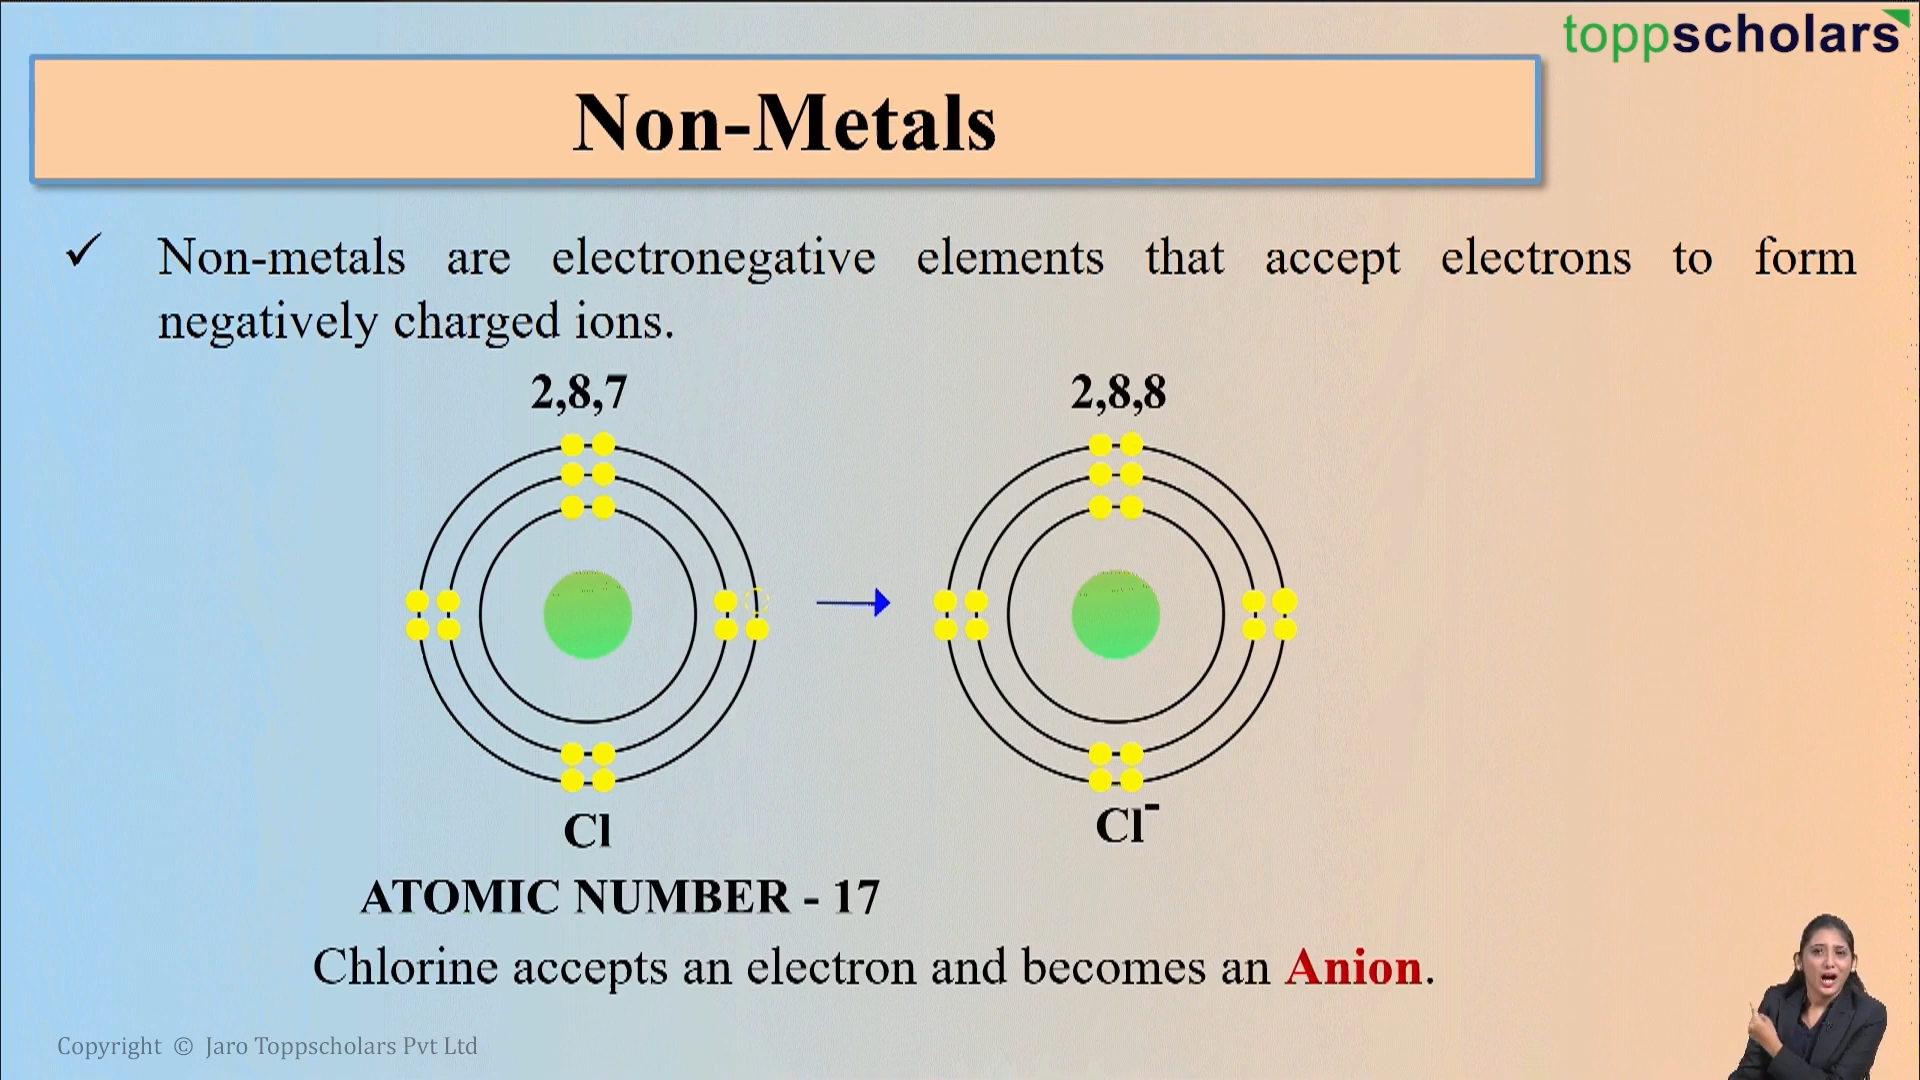 toppscholars
Non-Metals
✓ Non-metals are electronegative elements that accept electrons to form
negatively charged ions.
2,8,7
2,8,8
Cl
Cl⁻
ATOMIC NUMBER - 17
Chlorine accepts an electron and becomes an Anion.
Copyright © Jaro Toppscholars Pvt Ltd